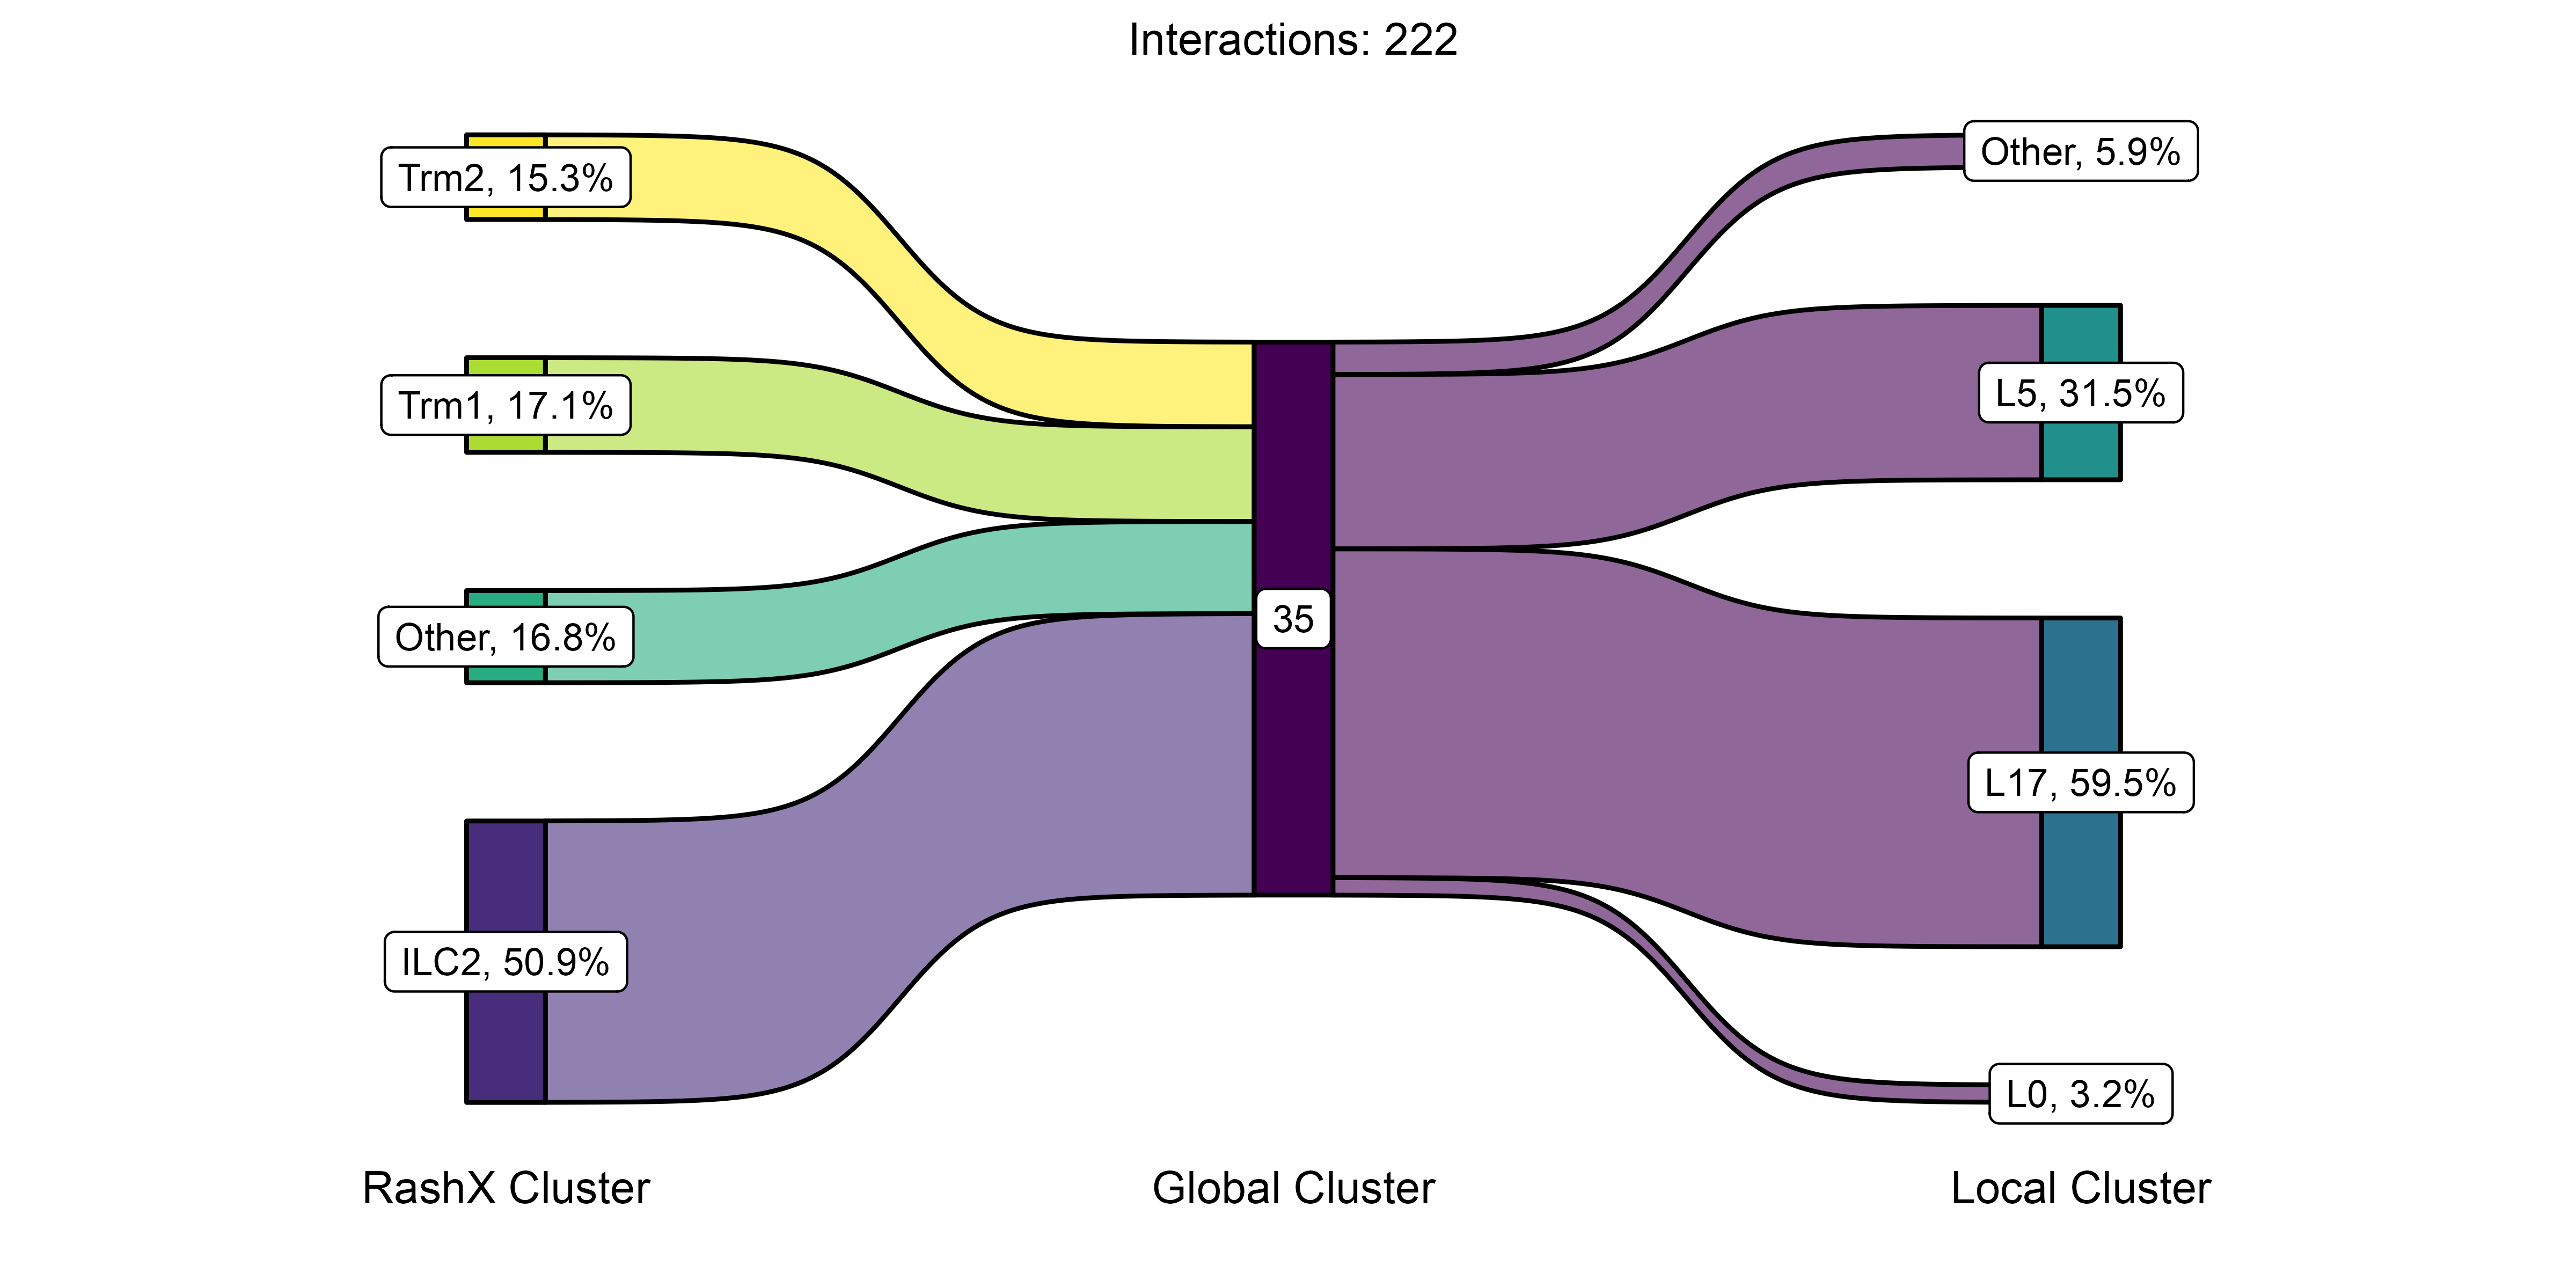 Interactions: 222
Trm2, 15.3%
Trm1, 17.1%
Other, 16.8%
ILC2, 50.9%
35
Other, 5.9%
L5, 31.5%
L17, 59.5%
L0, 3.2%
RashX Cluster
Global Cluster
Local Cluster